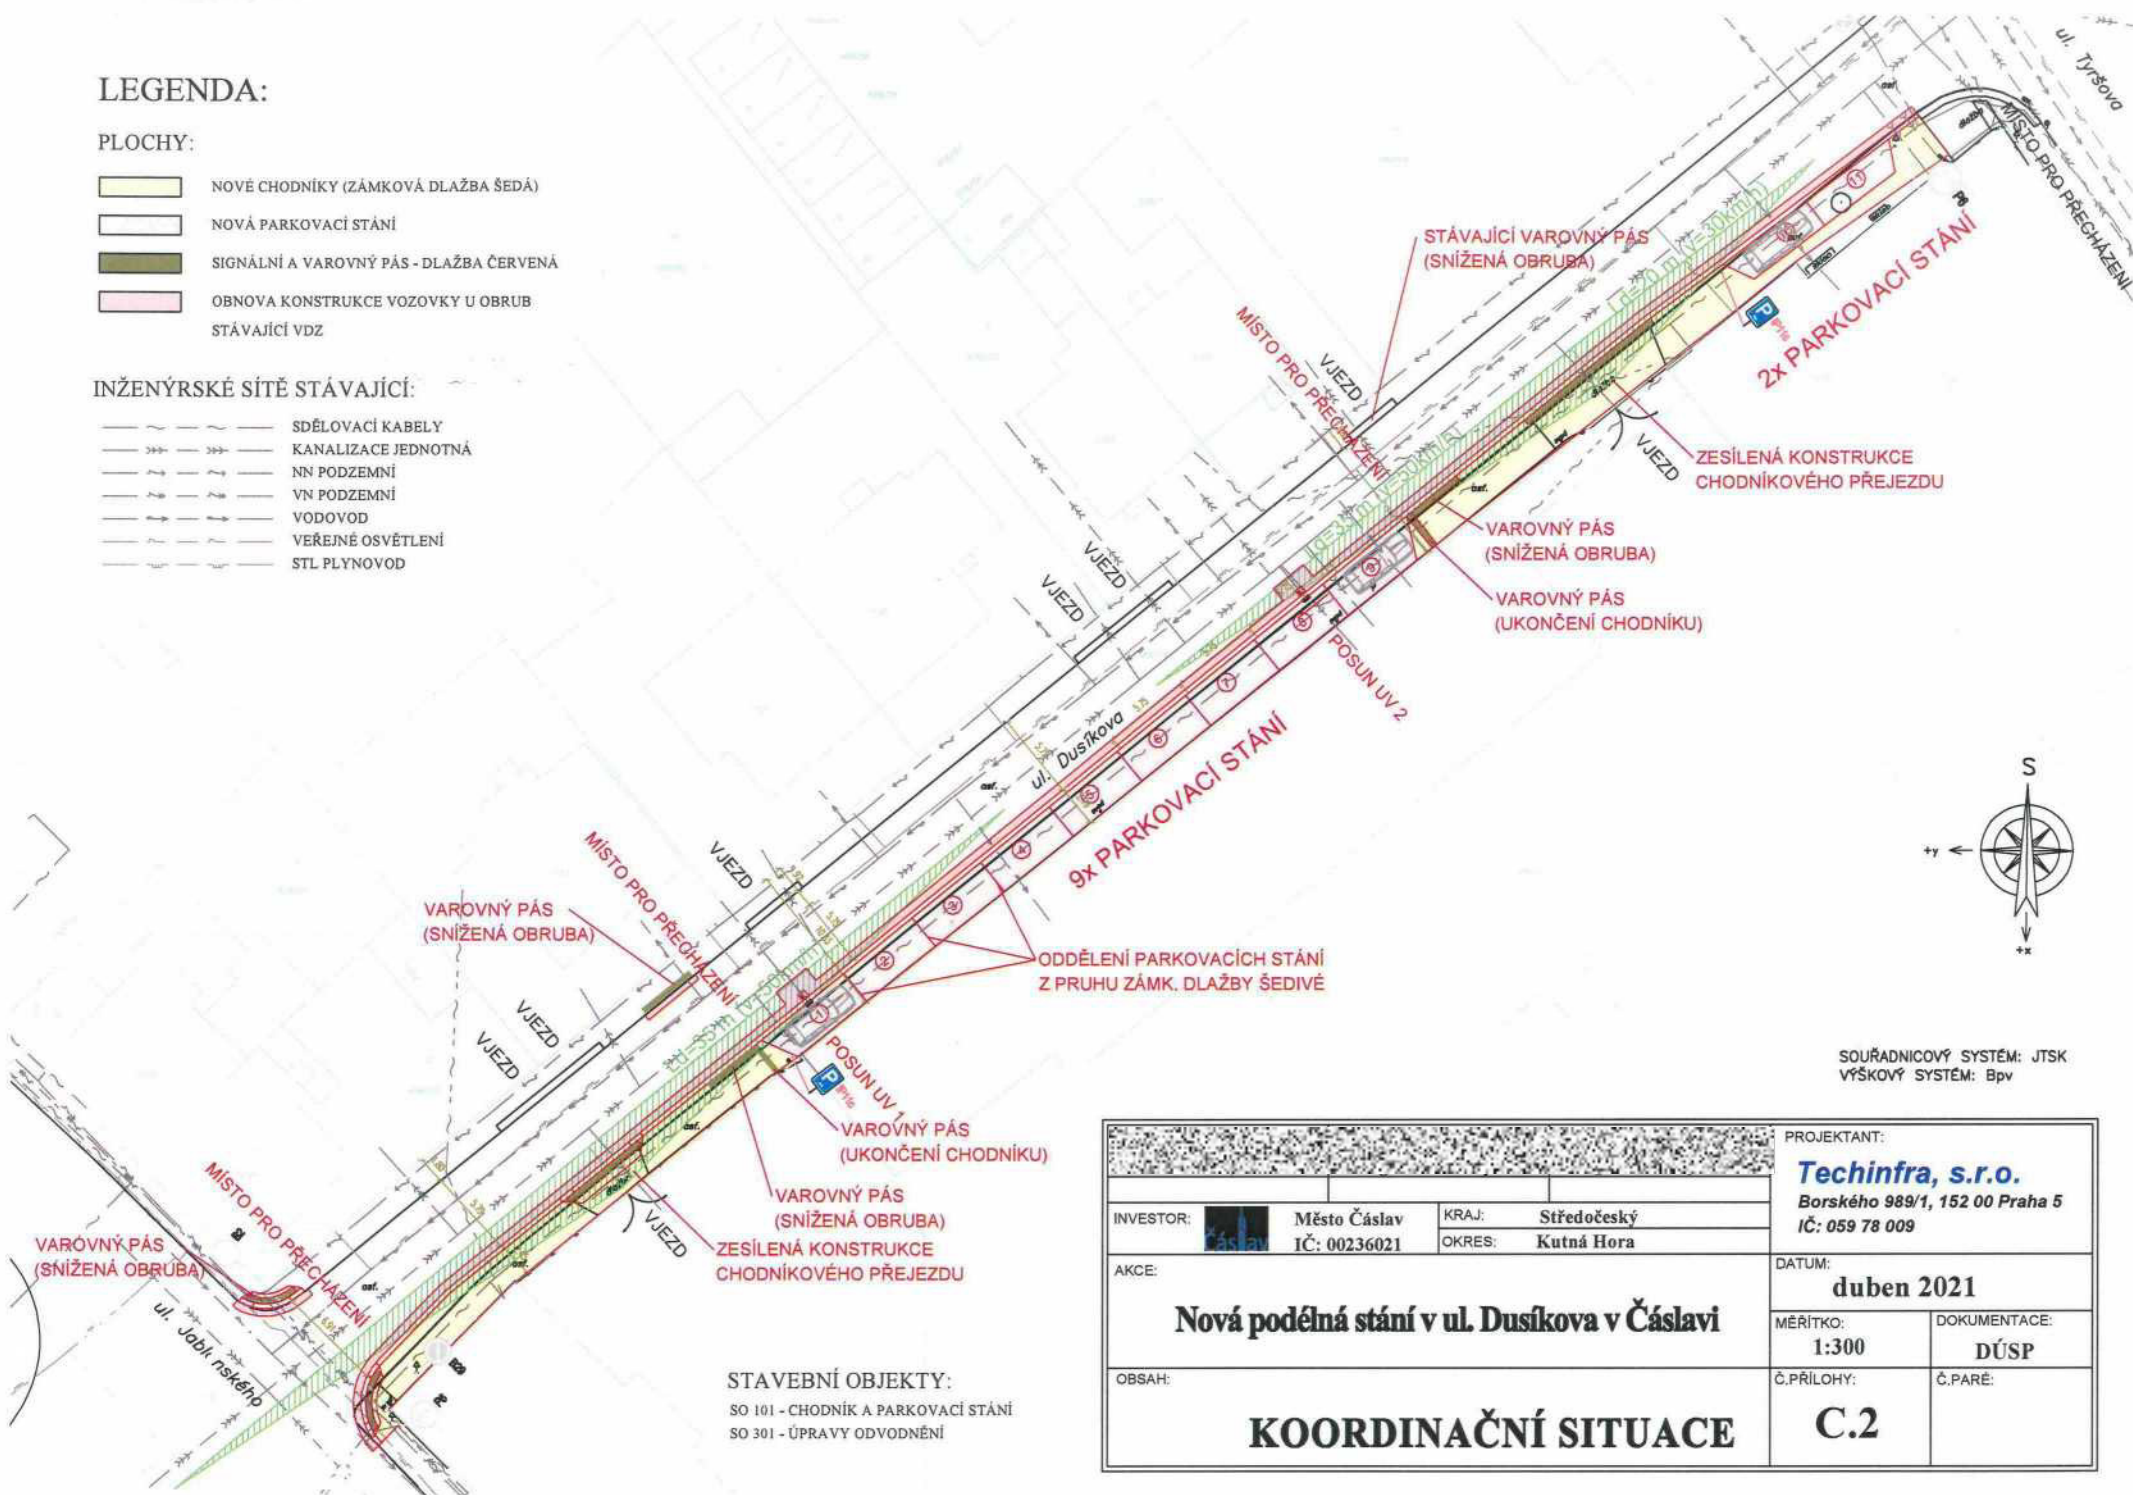 LEGENDA:
PLOCHY:
NOVÉ CHODNÍKY (ZÁMKOVÁ DLAŽBA ŠEDÁ)
NOVÁ PARKOVACÍ STÁNÍ
SIGNÁLNÍ A VAROVNÝ PÁS - DLAŽBA ČERVENÁ
OBNOVA KONSTRUKCE VOZOVKY U OBRUB
STÁVAJÍCÍ VDZ
INŽENÝRSKÉ SÍTĚ STÁVAJÍCÍ:
SDĚLOVACÍ KABELY
KANALIZACE JEDNOTNÁ
NN PODZEMNÍ
VN PODZEMNÍ
VODOVOD
VEŘEJNÉ OSVĚTLENÍ
STL PLYNOVOD
ul. Tyršova
MÍSTO PRO PŘECHÁZENÍ
STÁVAJÍCÍ VAROVNÝ PÁS
(SNÍŽENÁ OBRUBA)
2x PARKOVACÍ STÁNÍ
MÍSTO PRO PŘECHÁZENÍ
VJEZD
VJEZD
ZESÍLENÁ KONSTRUKCE
CHODNÍKOVÉHO PŘEJEZDU
VAROVNÝ PÁS
(SNÍŽENÁ OBRUBA)
VAROVNÝ PÁS
(UKONČENÍ CHODNÍKU)
VJEZD
VJEZD
POSUN UV 2
ul. Dusíkova
9x PARKOVACÍ STÁNÍ
S
+y
+x
VJEZD
MÍSTO PRO PŘECHÁZENÍ
VAROVNÝ PÁS
(SNÍŽENÁ OBRUBA)
ODDĚLENÍ PARKOVACÍCH STÁNÍ
Z PRUHU ZÁMK. DLAŽBY ŠEDIVÉ
VJEZD
VJEZD
POSUN UV 1
VAROVNÝ PÁS
(UKONČENÍ CHODNÍKU)
VAROVNÝ PÁS
(SNÍŽENÁ OBRUBA)
VJEZD
ZESÍLENÁ KONSTRUKCE
CHODNÍKOVÉHO PŘEJEZDU
MÍSTO PRO PŘECHÁZENÍ
VAROVNÝ PÁS
(SNÍŽENÁ OBRUBA)
STAVEBNÍ OBJEKTY:
SO 101 - CHODNÍK A PARKOVACÍ STÁNÍ
SO 301 - ÚPRAVY ODVODNĚNÍ
SOUŘADNICOVÝ SYSTÉM: JTSK
VÝŠKOVÝ SYSTÉM: Bpv
PROJEKTANT:
Techinfra, s.r.o.
Borského 989/1, 152 00 Praha 5
IČ: 059 78 009
INVESTOR:
Čáslav
Město Čáslav
IČ: 00236021
KRAJ: Středočeský
OKRES: Kutná Hora
AKCE:
Nová podélná stání v ul. Dusíkova v Čáslavi
DATUM:
duben 2021
MĚŘÍTKO:
1:300
DOKUMENTACE:
DÚSP
OBSAH:
KOORDINAČNÍ SITUACE
Č.PŘÍLOHY:
C.2
Č.PARÉ: